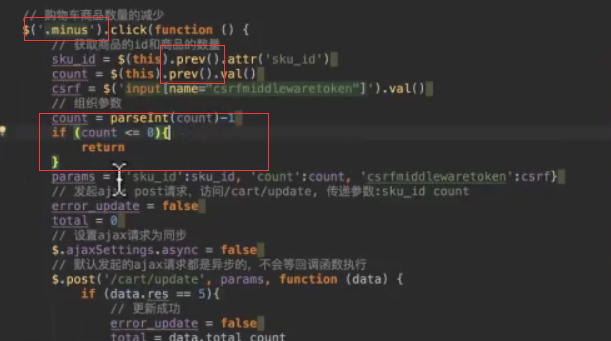 // 购物车商品数量的减少
$('.minus').click(function () {
// 获取商品的id和商品的数量
sku_id = $(this).prev().attr('sku_id')
count = $(this).prev().val()
csrf = $('input[name="csrfmiddlewaretoken"]').val()
// 组织参数
count = parseInt(count)-1
if (count <= 0){
return
}
params = {'sku_id':sku_id, 'count':count, 'csrfmiddlewaretoken':csrf}
// 发起ajax post请求，访问/cart/update, 传递参数:sku_id count
error_update = false
total = 0
// 设置ajax请求为同步
$.ajaxSettings.async = false
// 默认发起的ajax请求都是异步的，不会等回调函数执行
$.post('/cart/update', params, function (data) {
if (data.res == 5){
// 更新成功
error_update = false
total = data.total_count